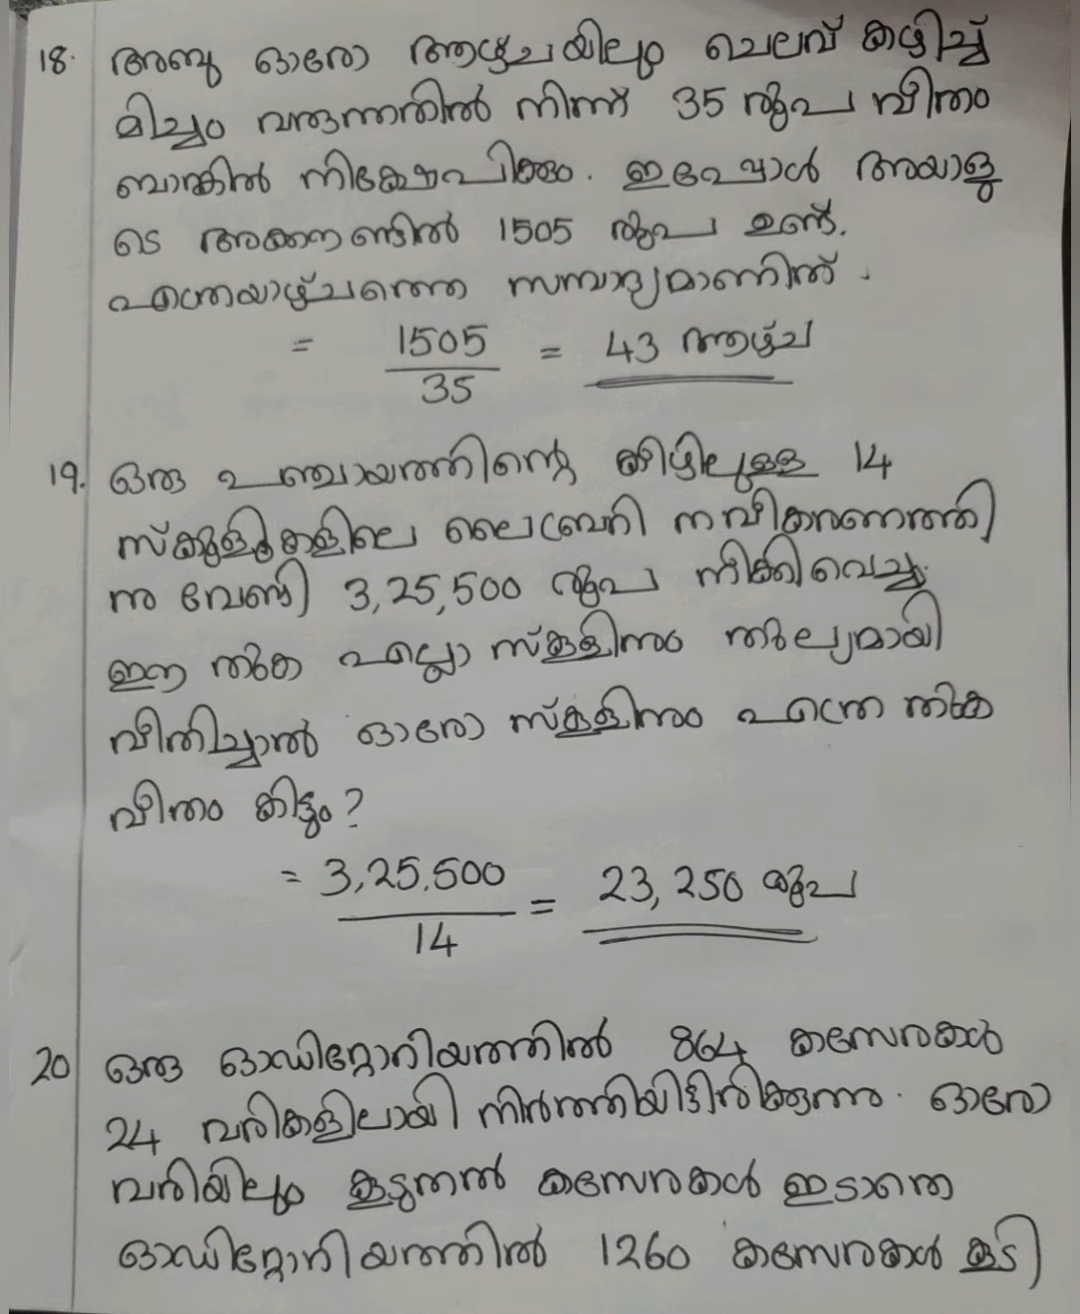 18. അബു ഓരോ ആഴ്ചയിലും ചെലവ് കഴിച്ച്
മിച്ചം വരുന്നതിൽ നിന്ന് 35 രൂപ വീതം
ബാങ്കിൽ നിക്ഷേപിക്കും. ഇപ്പോൾ അയാളു
ടെ അക്കൗണ്ടിൽ 1505 രൂപ ഉണ്ട്.
എത്രയാഴ്ചത്തെ സമ്പാദ്യമാണിത് .
= 1505/35 = 43 ആഴ്ച
19. ഒരു പഞ്ചായത്തിന്റെ കീഴിലുള്ള 14
സ്കൂളുകളിലെ ലൈബ്രറി നവീകരണത്തി
നു വേണ്ടി 3,25,500 രൂപ നീക്കിവെച്ചു.
ഈ തുക എല്ലാ സ്കൂളിനും തുല്യമായി
വീതിച്ചാൽ ഓരോ സ്കൂളിനും എത്ര തുക
വീതം കിട്ടും?
= 3,25,500/14 = 23,250 രൂപ
20 ഒരു ഓഡിറ്റോറിയത്തിൽ 864 കസേരകൾ
24 വരികളിലായി നിർത്തിയിട്ടിരിക്കുന്നു. ഓരോ
വരിയിലും കൂടുതൽ കസേരകൾ ഇടാതെ
ഓഡിറ്റോറിയത്തിൽ 1260 കസേരകൾ കൂടി